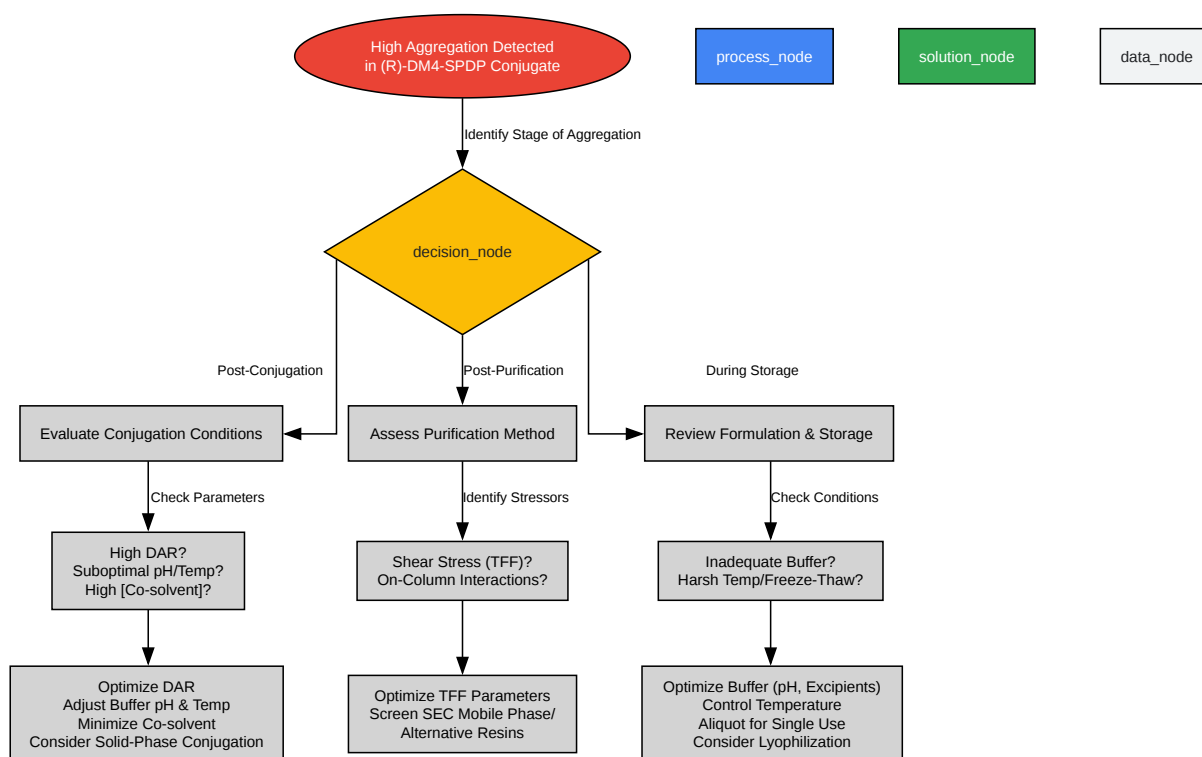 High Aggregation Detected
in (R)-DM4-SPDP Conjugate
process_node
solution_node
data_node
Identify Stage of Aggregation
decision_node
Post-Conjugation
Post-Purification
During Storage
Evaluate Conjugation Conditions
Assess Purification Method
Review Formulation & Storage
Check Parameters
Identify Stressors
Check Conditions
High DAR?
Suboptimal pH/Temp?
High [Co-solvent]?
Shear Stress (TFF)?
On-Column Interactions?
Inadequate Buffer?
Harsh Temp/Freeze-Thaw?
Optimize DAR
Adjust Buffer pH & Temp
Minimize Co-solvent
Consider Solid-Phase Conjugation
Optimize TFF Parameters
Screen SEC Mobile Phase/
Alternative Resins
Optimize Buffer (pH, Excipients)
Control Temperature
Aliquot for Single Use
Consider Lyophilization